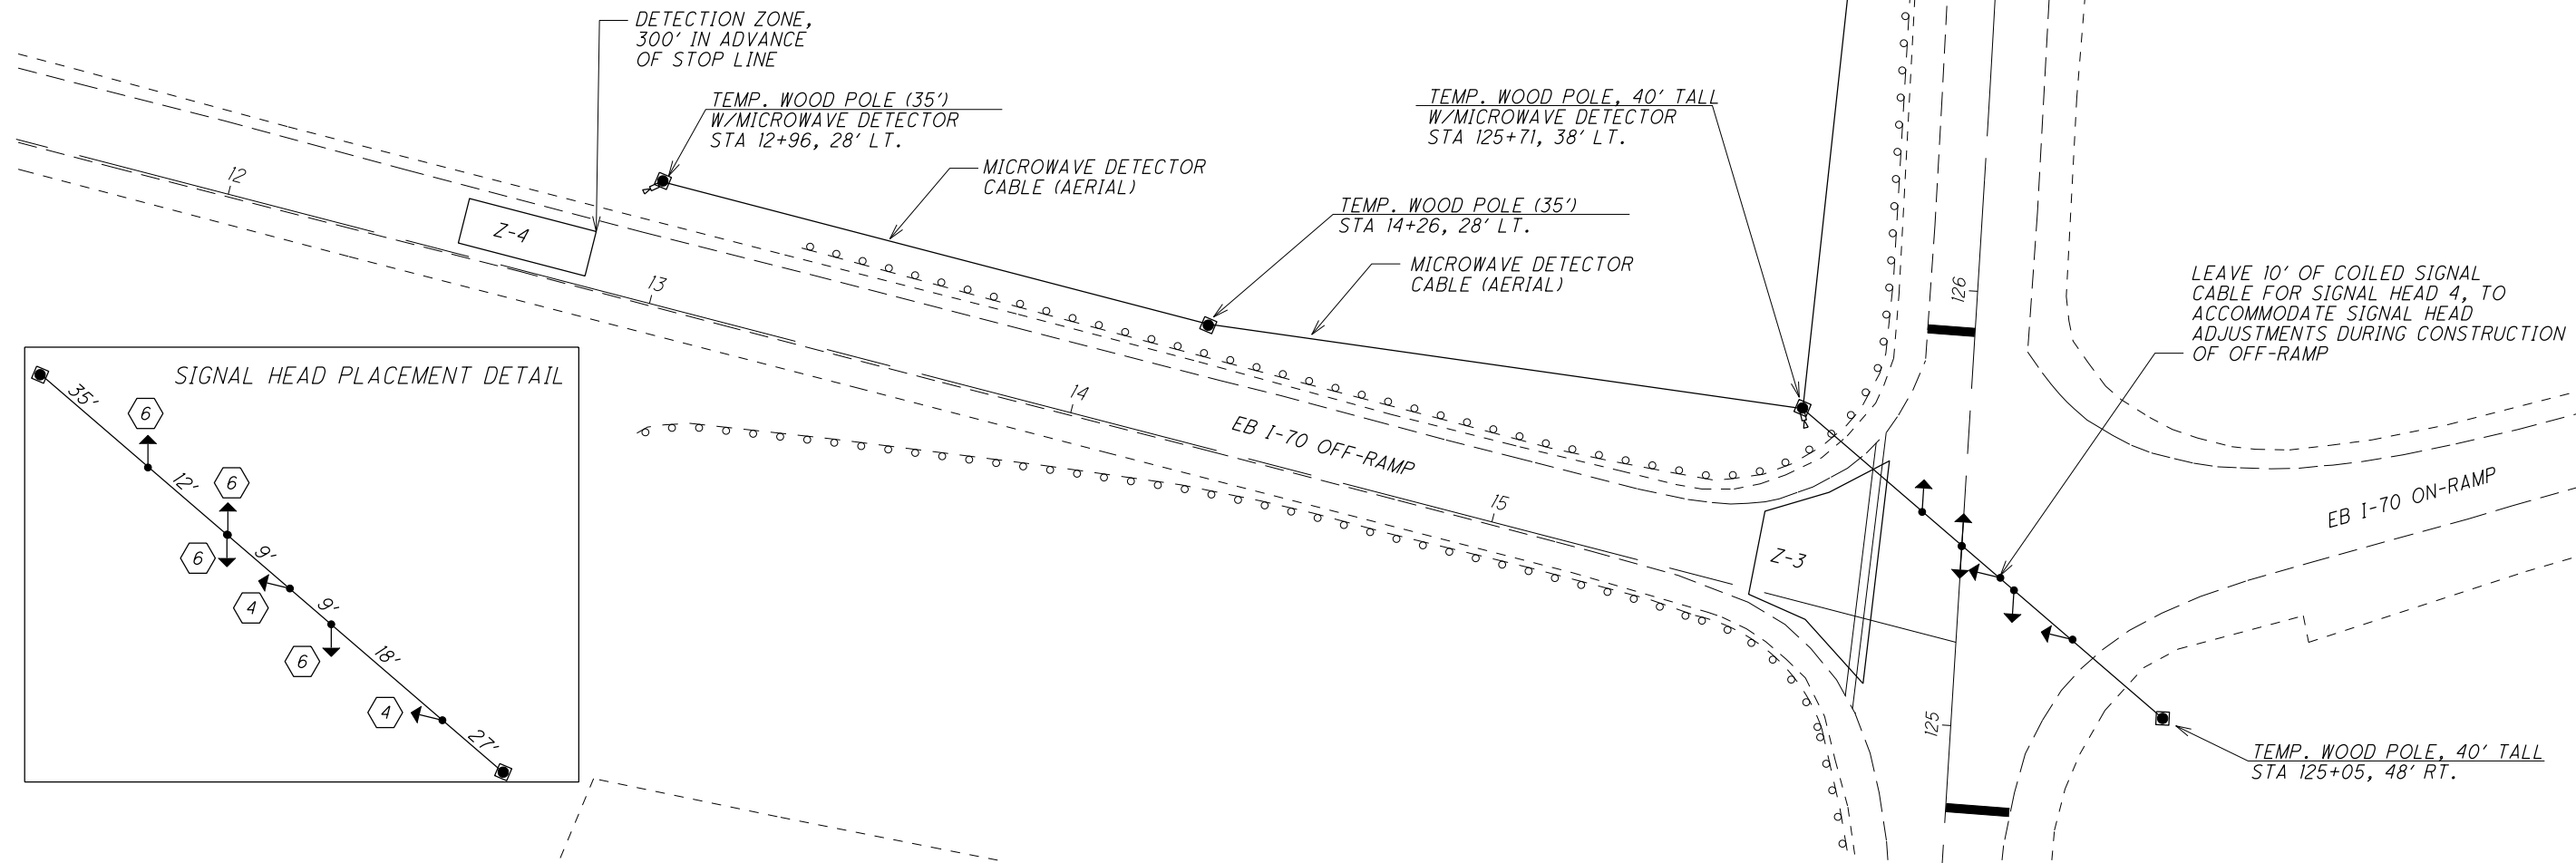 DETECTION ZONE,
300' IN ADVANCE
OF STOP LINE
TEMP. WOOD POLE (35')
W/MICROWAVE DETECTOR
STA 12+96, 28' LT.
MICROWAVE DETECTOR
CABLE (AERIAL)
TEMP. WOOD POLE, 40' TALL
W/MICROWAVE DETECTOR
STA 125+71, 38' LT.
TEMP. WOOD POLE (35')
STA 14+26, 28' LT.
MICROWAVE DETECTOR
CABLE (AERIAL)
LEAVE 10' OF COILED SIGNAL
CABLE FOR SIGNAL HEAD 4, TO
ACCOMMODATE SIGNAL HEAD
ADJUSTMENTS DURING CONSTRUCTION
OF OFF-RAMP
12
Z-4
13
14
EB I-70 OFF-RAMP
15
Z-3
126
125
EB I-70 ON-RAMP
TEMP. WOOD POLE, 40' TALL
STA 125+05, 48' RT.
SIGNAL HEAD PLACEMENT DETAIL
35'
6
12'
6
6
9'
4
9'
6
18'
4
27'